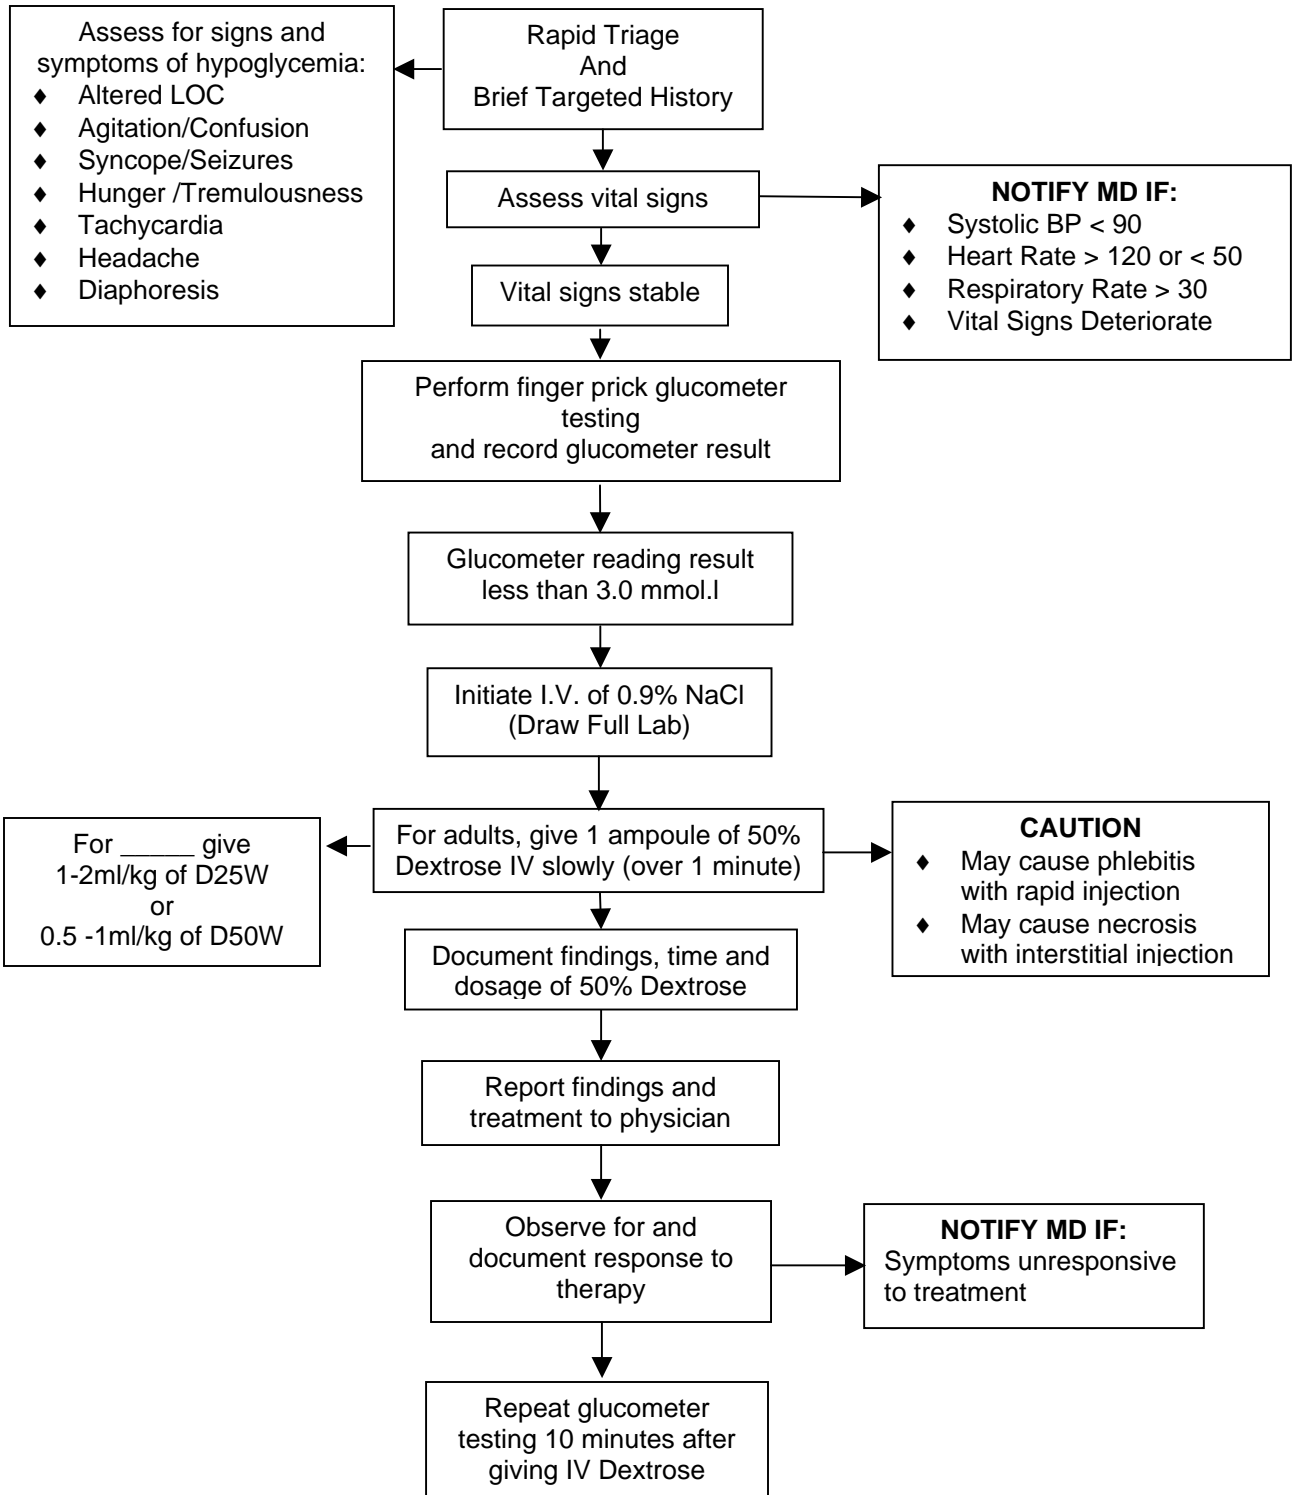 Assess for signs and
symptoms of hypoglycemia:
♦ Altered LOC
♦ Agitation/Confusion
♦ Syncope/Seizures
♦ Hunger /Tremulousness
♦ Tachycardia
♦ Headache
♦ Diaphoresis
Rapid Triage
And
Brief Targeted History
Assess vital signs
NOTIFY MD IF:
♦ Systolic BP < 90
♦ Heart Rate > 120 or < 50
♦ Respiratory Rate > 30
♦ Vital Signs Deteriorate
Vital signs stable
Perform finger prick glucometer
testing
and record glucometer result
Glucometer reading result
less than 3.0 mmol.l
Initiate I.V. of 0.9% NaCl
(Draw Full Lab)
For adults, give 1 ampoule of 50%
Dextrose IV slowly (over 1 minute)
For _____ give
1-2ml/kg of D25W
or
0.5 -1ml/kg of D50W
CAUTION
♦ May cause phlebitis
with rapid injection
♦ May cause necrosis
with interstitial injection
Document findings, time and
dosage of 50% Dextrose
Report findings and
treatment to physician
Observe for and
document response to
therapy
NOTIFY MD IF:
Symptoms unresponsive
to treatment
Repeat glucometer
testing 10 minutes after
giving IV Dextrose